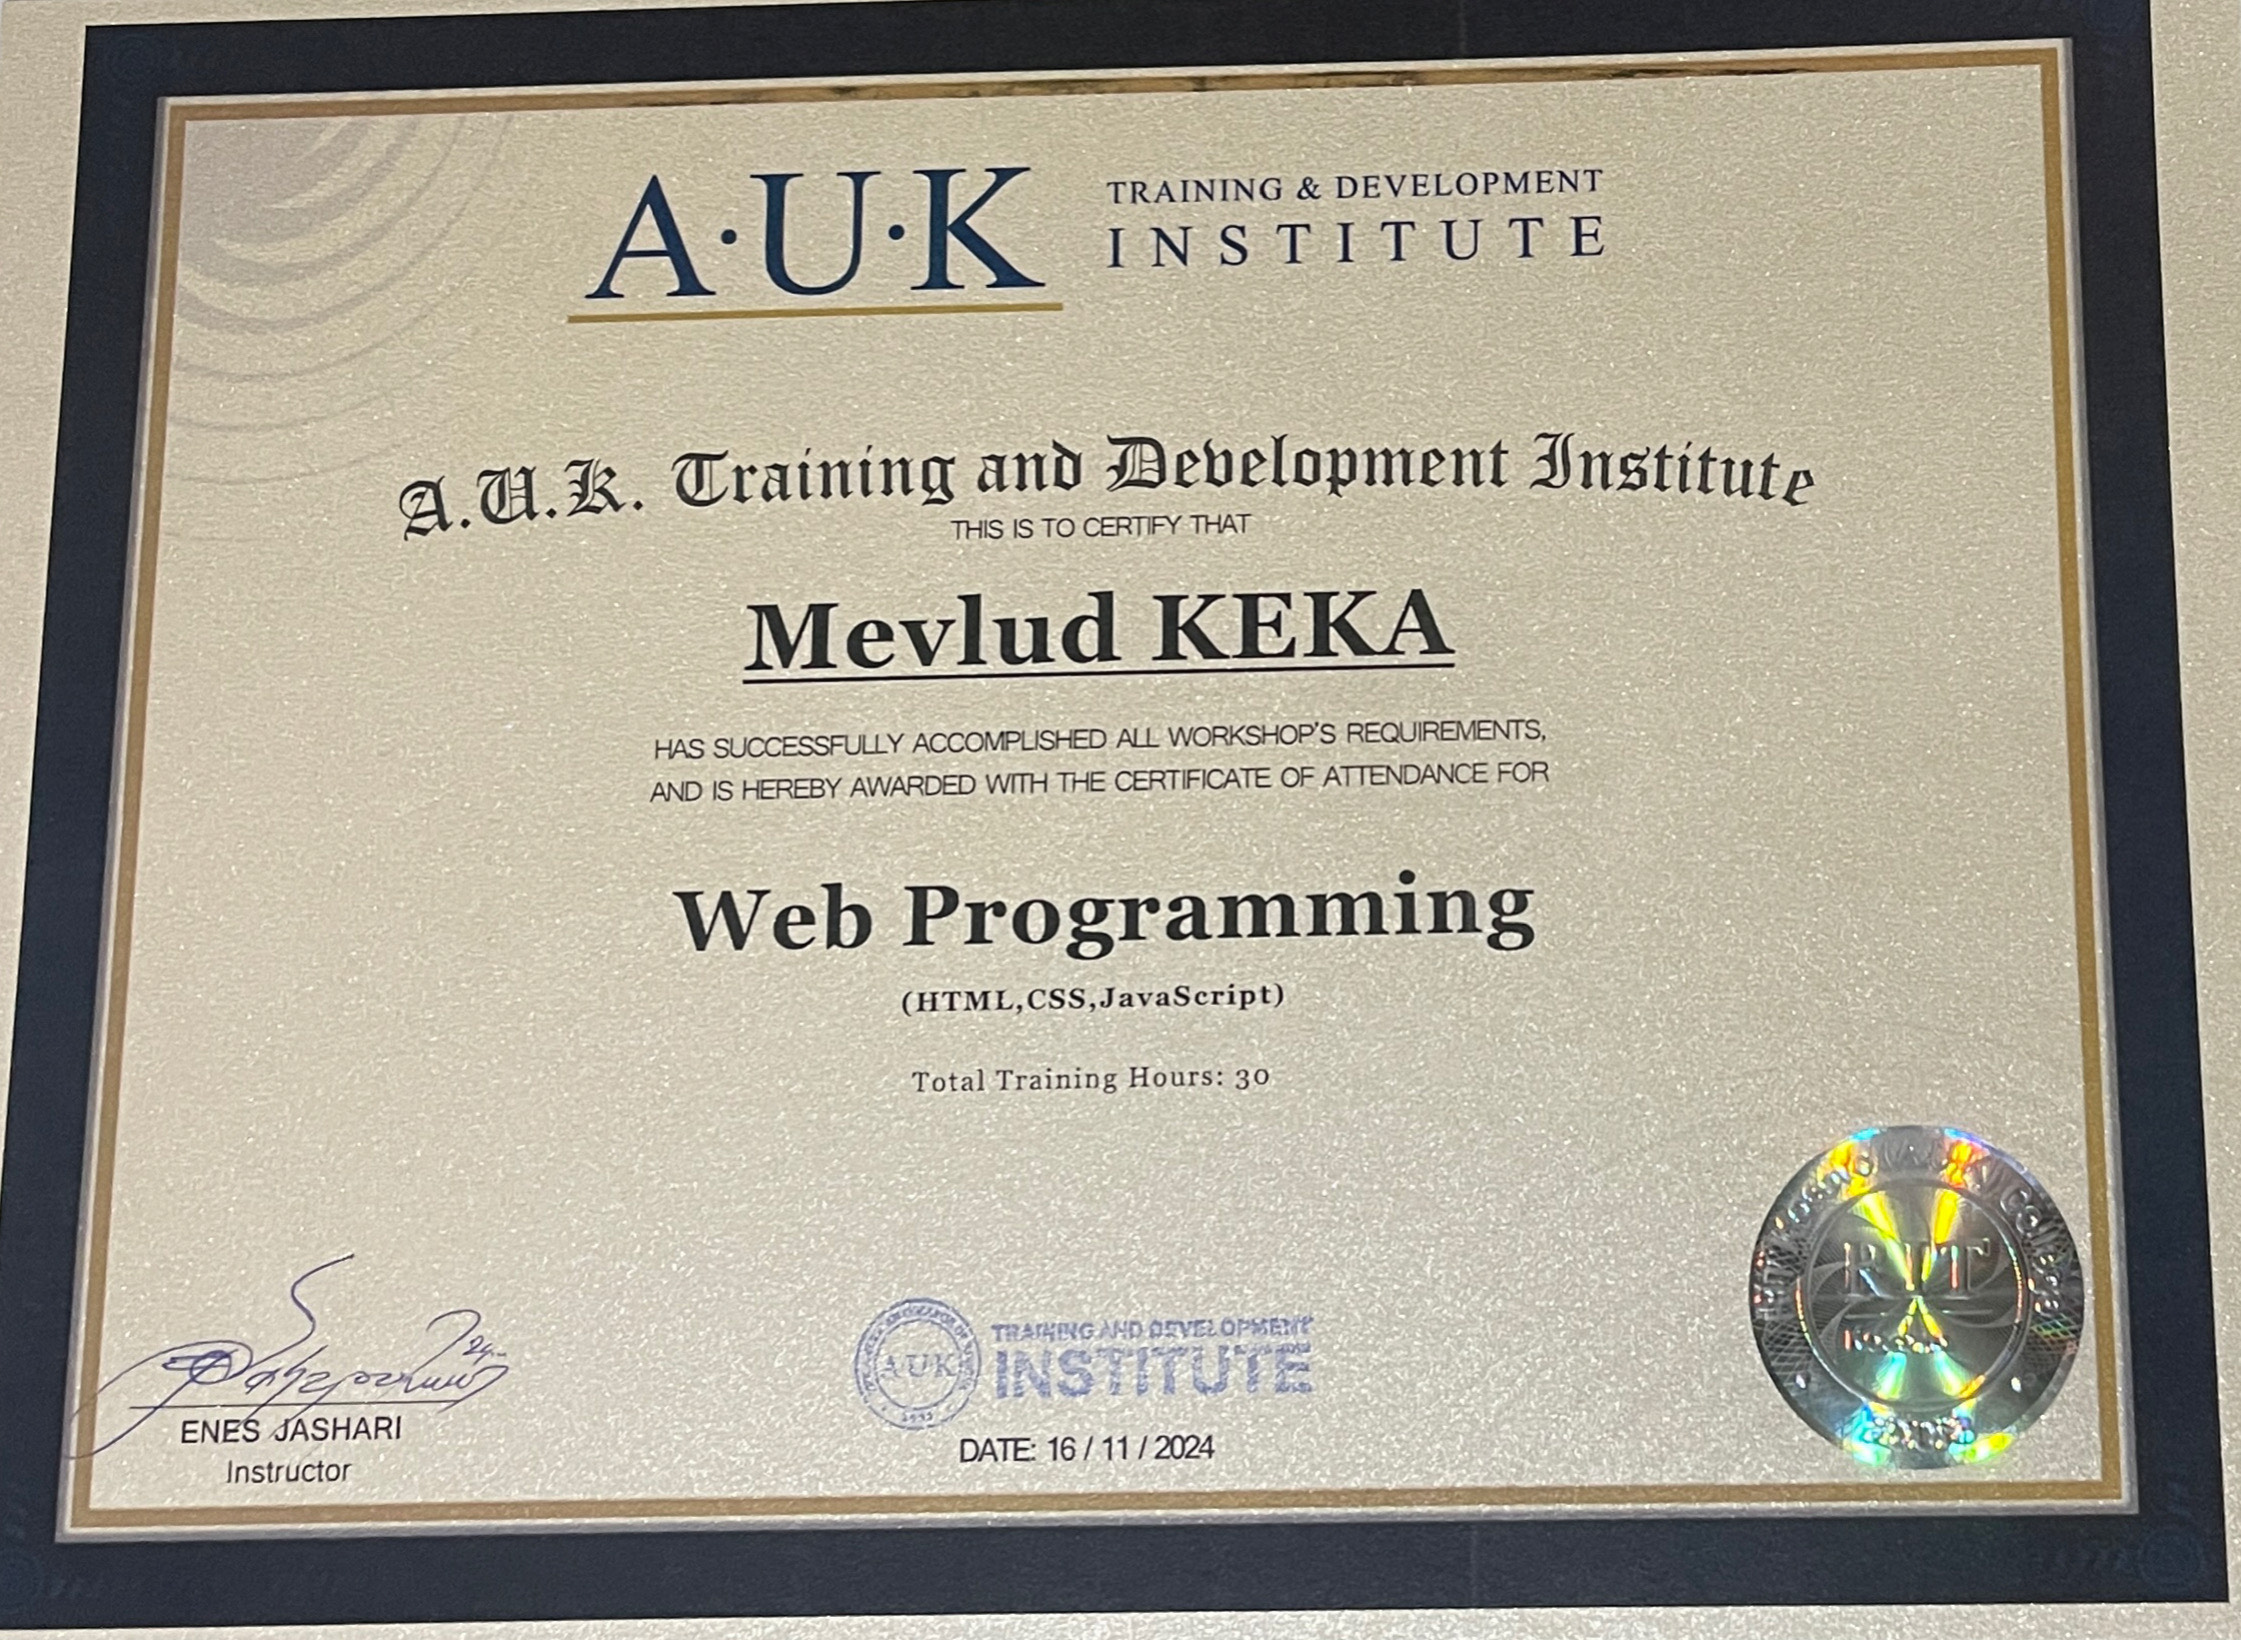 A·U·K
TRAINING & DEVELOPMENT
INSTITUTE
A.U.K. Training and Development Institute
THIS IS TO CERTIFY THAT
Mevlud KEKA
HAS SUCCESSFULLY ACCOMPLISHED ALL WORKSHOP'S REQUIREMENTS,
AND IS HEREBY AWARDED WITH THE CERTIFICATE OF ATTENDANCE FOR
Web Programming
(HTML,CSS,JavaScript)
Total Training Hours: 30
ENES JASHARI
Instructor
AUK
TRAINING AND DEVELOPMENT
INSTITUTE
DATE: 16 / 11 / 2024
RIT